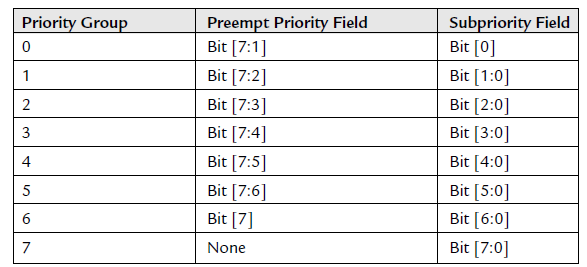 Priority Group Preempt Priority Field Subpriority Field
0 Bit [7:1] Bit [0]
1 Bit [7:2] Bit [1:0]
2 Bit [7:3] Bit [2:0]
3 Bit [7:4] Bit [3:0]
4 Bit [7:5] Bit [4:0]
5 Bit [7:6] Bit [5:0]
6 Bit [7] Bit [6:0]
7 None Bit [7:0]